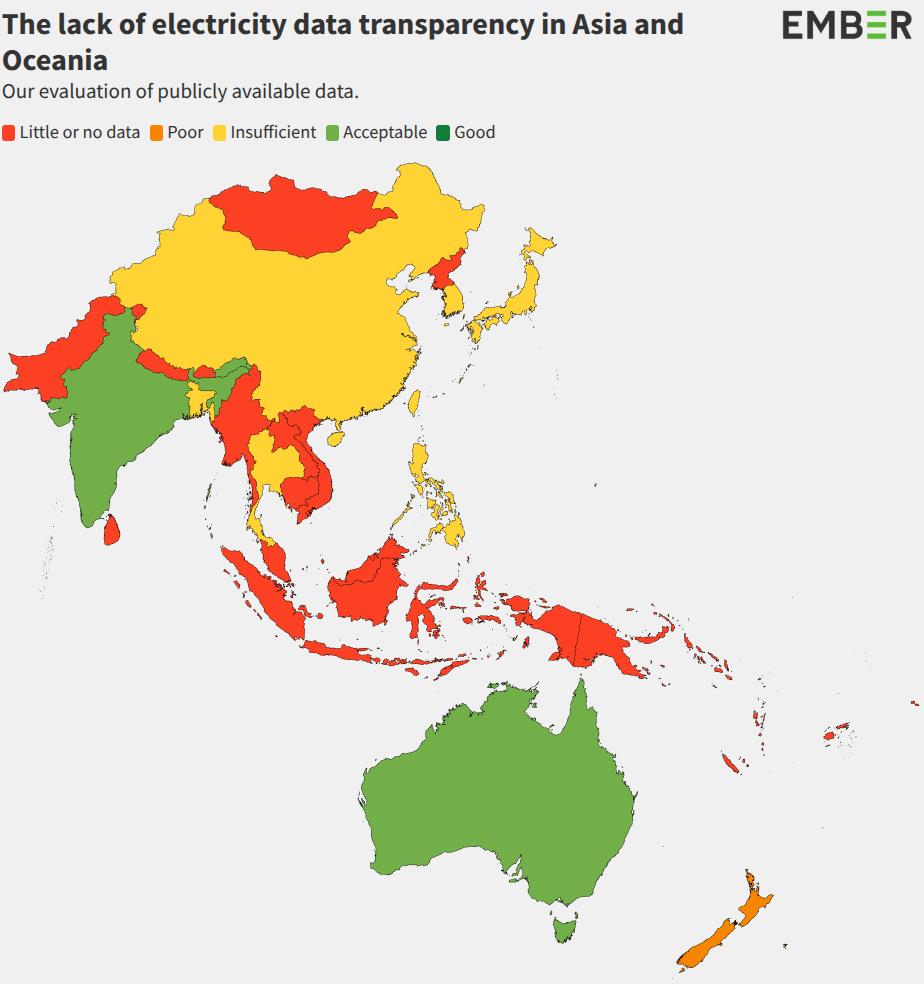 The lack of electricity data transparency in Asia and
Oceania
EMBER
Our evaluation of publicly available data.
Little or no data Poor Insufficient Acceptable Good